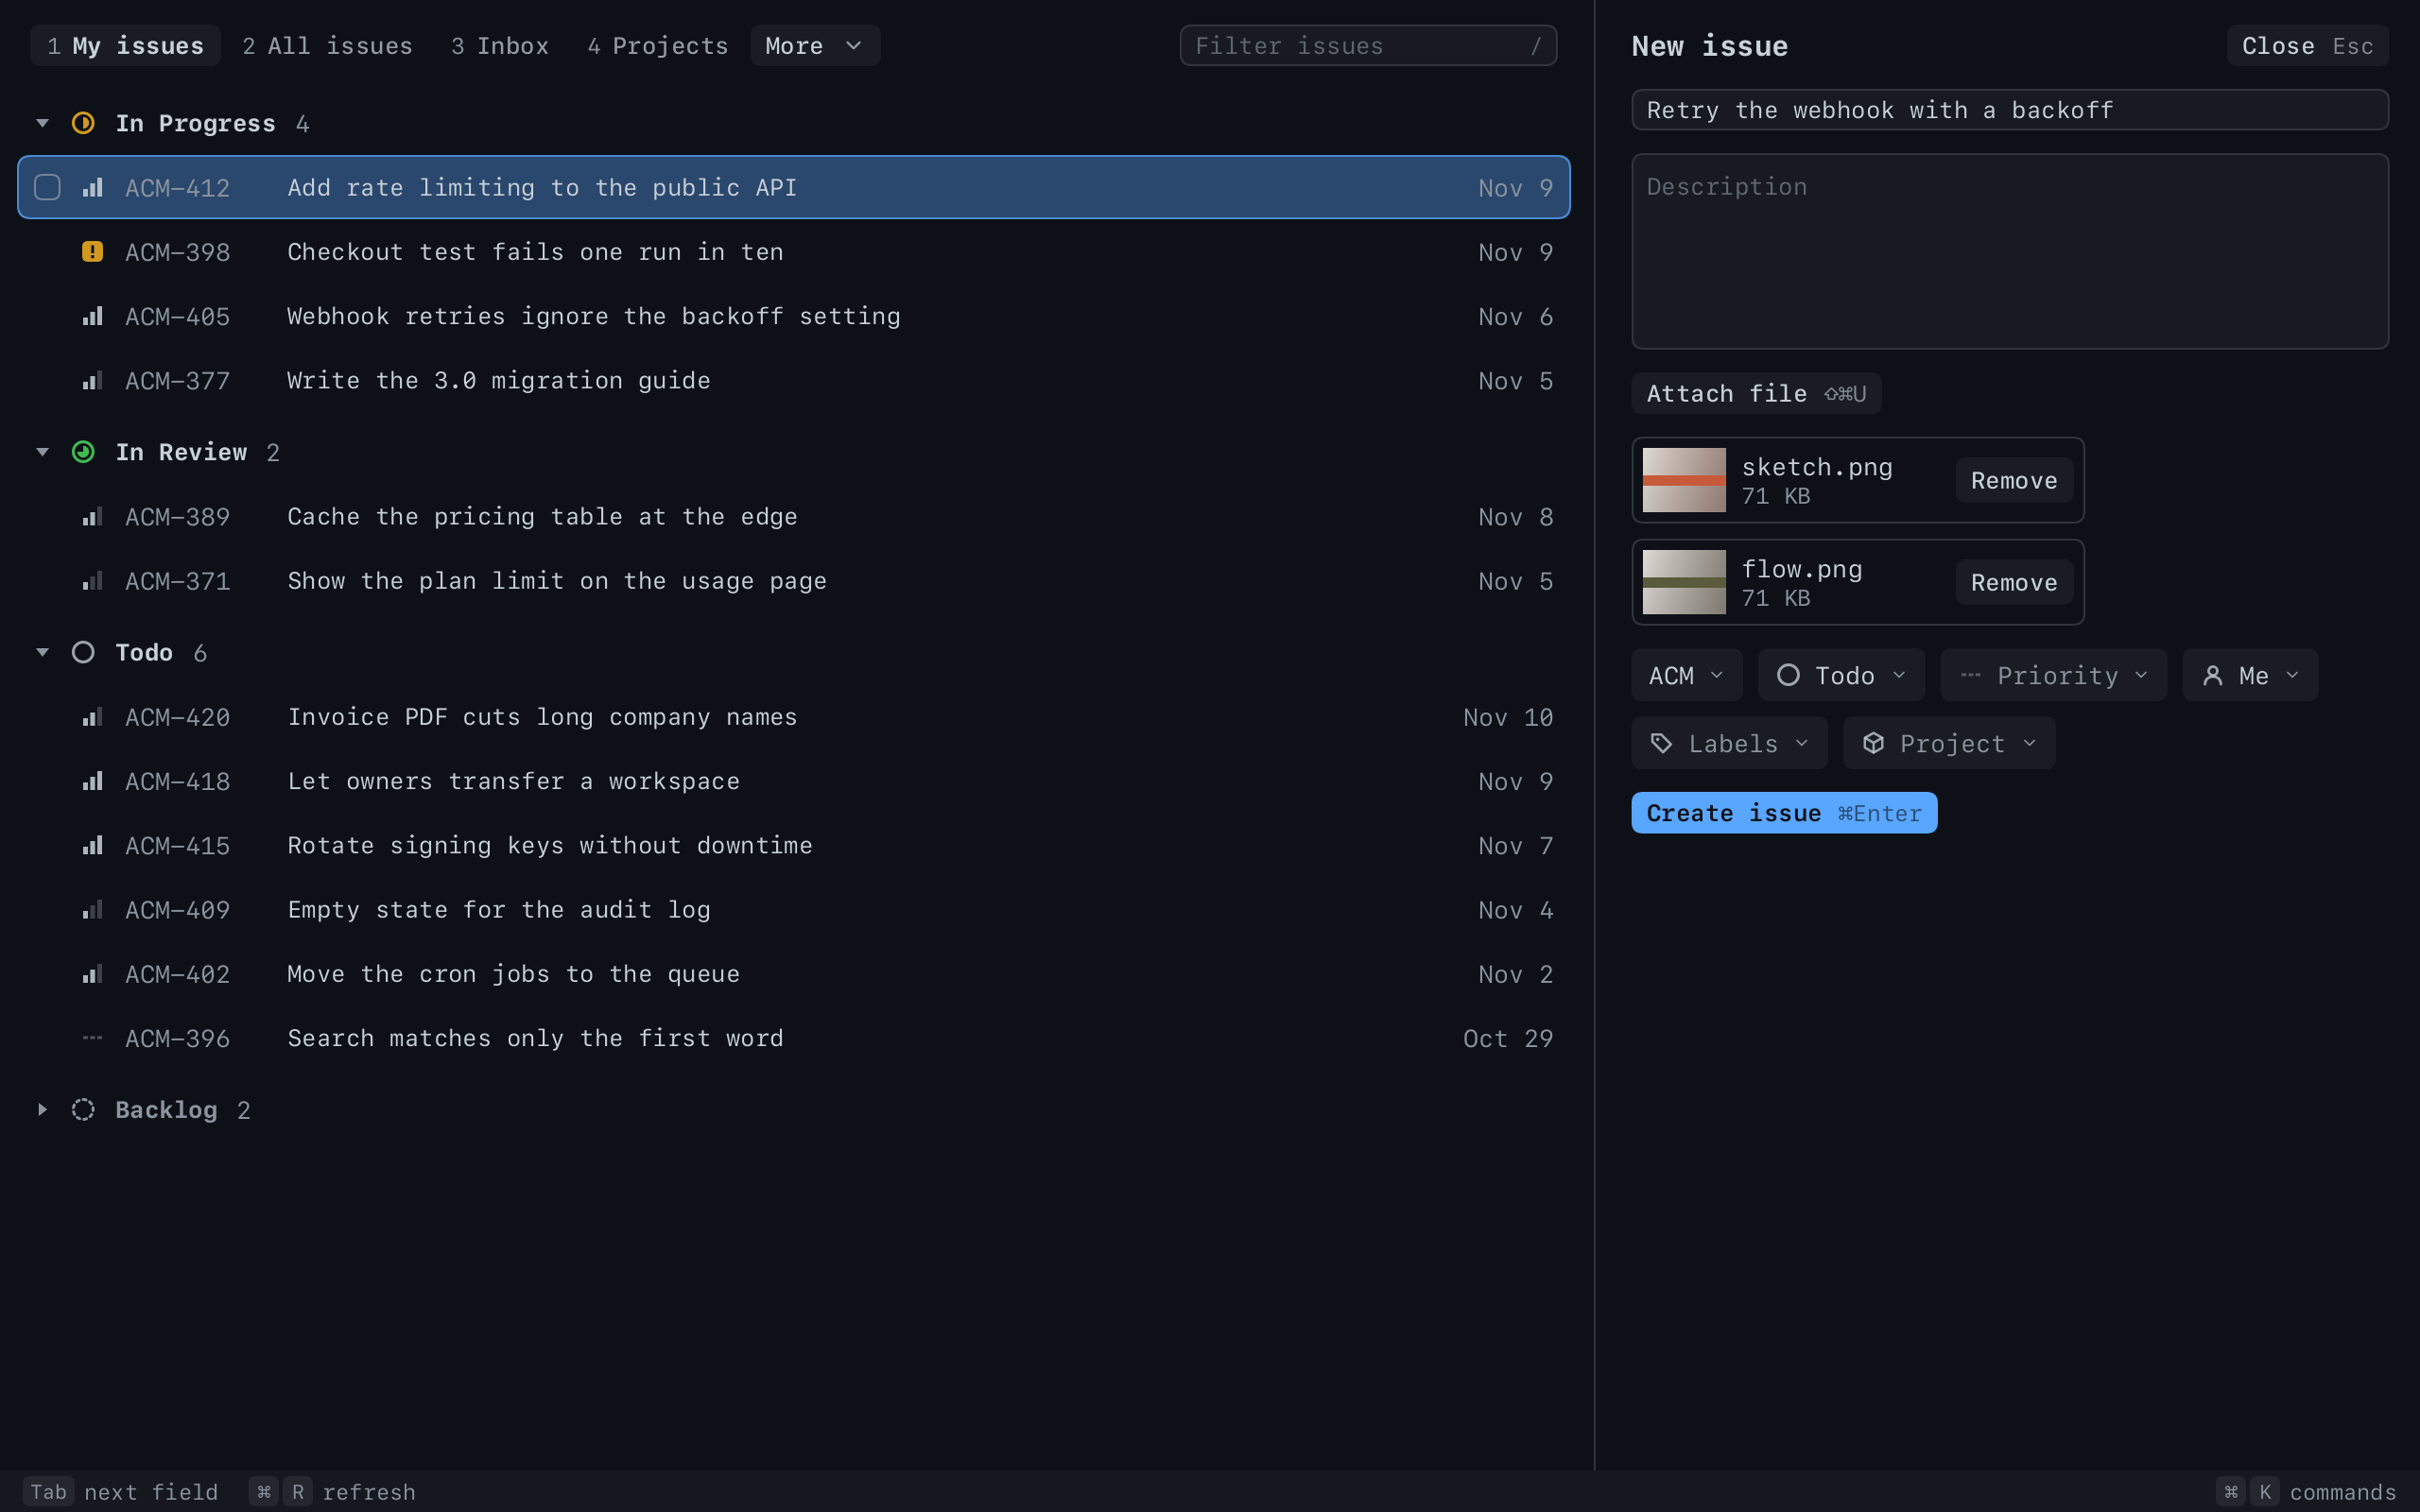 1 My issues 2 All issues 3 Inbox 4 Projects More Filter issues /
In Progress 4
ACM-412 Add rate limiting to the public API Nov 9
ACM-398 Checkout test fails one run in ten Nov 9
ACM-405 Webhook retries ignore the backoff setting Nov 6
ACM-377 Write the 3.0 migration guide Nov 5
In Review 2
ACM-389 Cache the pricing table at the edge Nov 8
ACM-371 Show the plan limit on the usage page Nov 5
Todo 6
ACM-420 Invoice PDF cuts long company names Nov 10
ACM-418 Let owners transfer a workspace Nov 9
ACM-415 Rotate signing keys without downtime Nov 7
ACM-409 Empty state for the audit log Nov 4
ACM-402 Move the cron jobs to the queue Nov 2
ACM-396 Search matches only the first word Oct 29
Backlog 2
New issue Close Esc
Retry the webhook with a backoff
Description
Attach file ⇧⌘U
sketch.png
71 KB
Remove
flow.png
71 KB
Remove
ACM Todo Priority Me
Labels Project
Create issue ⌘Enter
Tab next field ⌘ R refresh ⌘ K commands